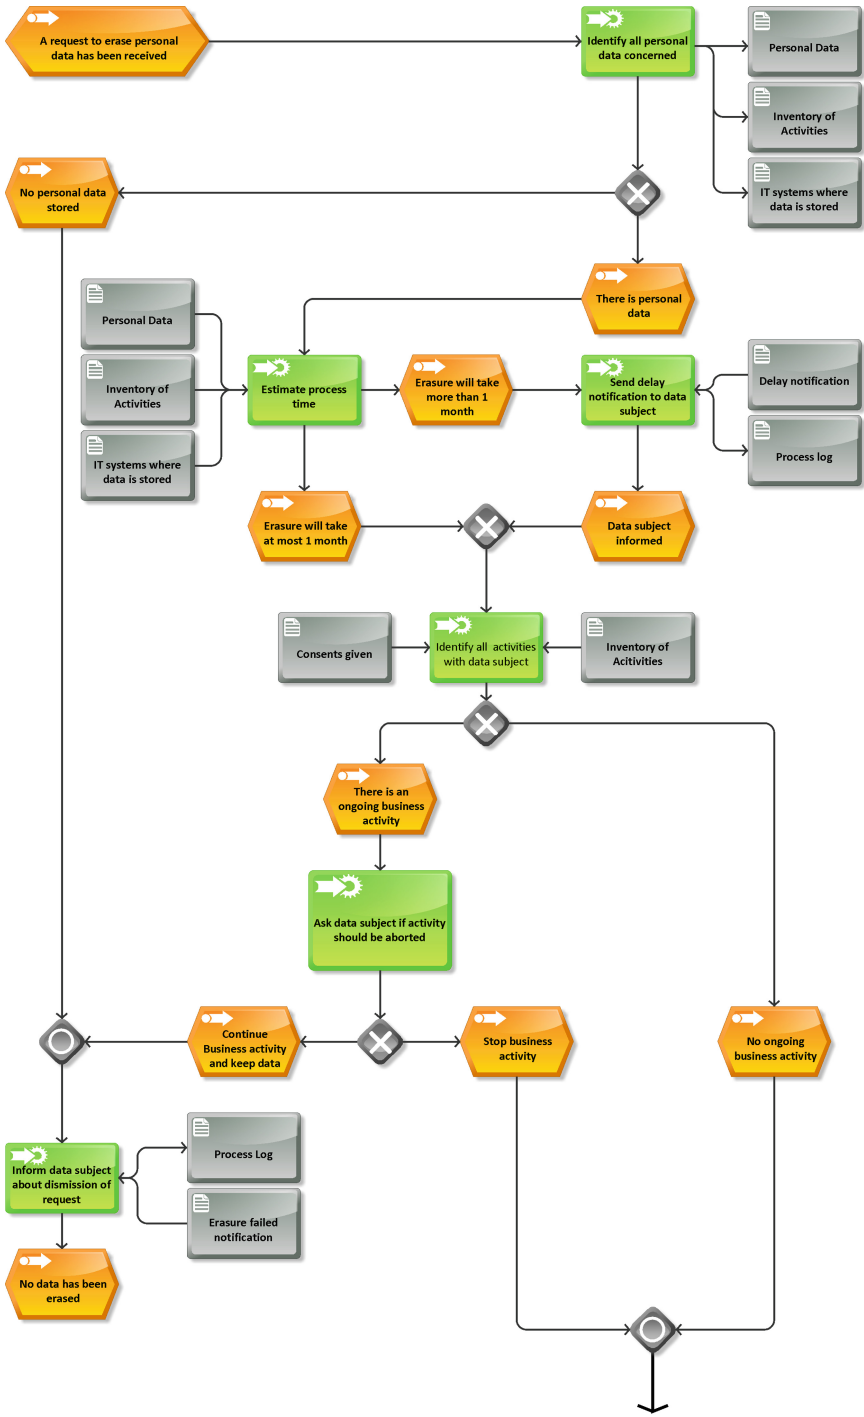 A request to erase personal
data has been received
Identify all personal
data concerned
Personal Data
Inventory of
Activities
IT systems where
data is stored
No personal data
stored
There is personal
data
Personal Data
Inventory of
Activities
IT systems where
data is stored
Estimate process
time
Erasure will take
more than 1
month
Send delay
notification to data
subject
Delay notification
Process log
Erasure will take
at most 1 month
Data subject
informed
Consents given
Identify all activities
with data subject
Inventory of
Acitivities
There is an
ongoing business
activity
Ask data subject if activity
should be aborted
Continue
Business activity
and keep data
Stop business
activity
No ongoing
business activity
Inform data subject
about dismission of
request
Process Log
Erasure failed
notification
No data has been
erased